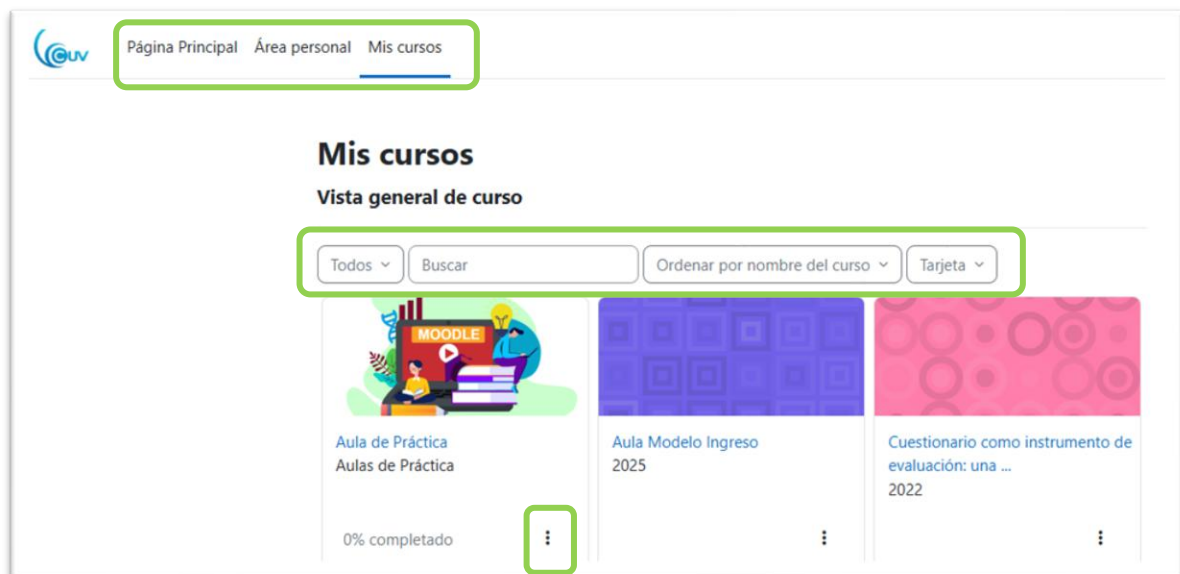 CUV
Página Principal Área personal Mis cursos
Mis cursos
Vista general de curso
Todos Buscar Ordenar por nombre del curso Tarjeta
MOODLE
Aula de Práctica
Aulas de Práctica
0% completado
Aula Modelo Ingreso
2025
Cuestionario como instrumento de
evaluación: una ...
2022